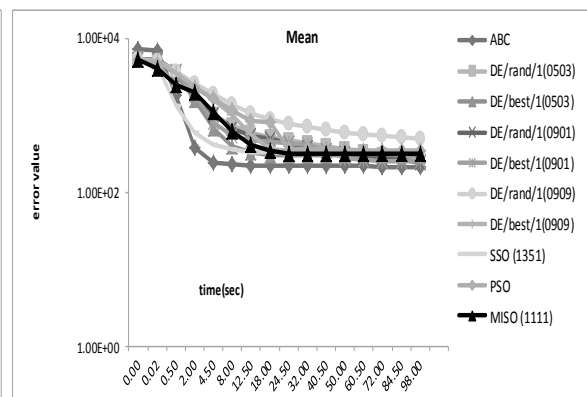 Mean
1.00E+04
1.00E+02
1.00E+00
error value
time(sec)
0.00
0.02
0.50
2.00
4.50
8.00
12.50
18.00
24.50
32.00
40.50
50.00
60.50
72.00
84.50
98.00
ABC
DE/rand/1(0503)
DE/best/1(0503)
DE/rand/1(0901)
DE/best/1(0901)
DE/rand/1(0909)
DE/best/1(0909)
SSO (1351)
PSO
MISO (1111)